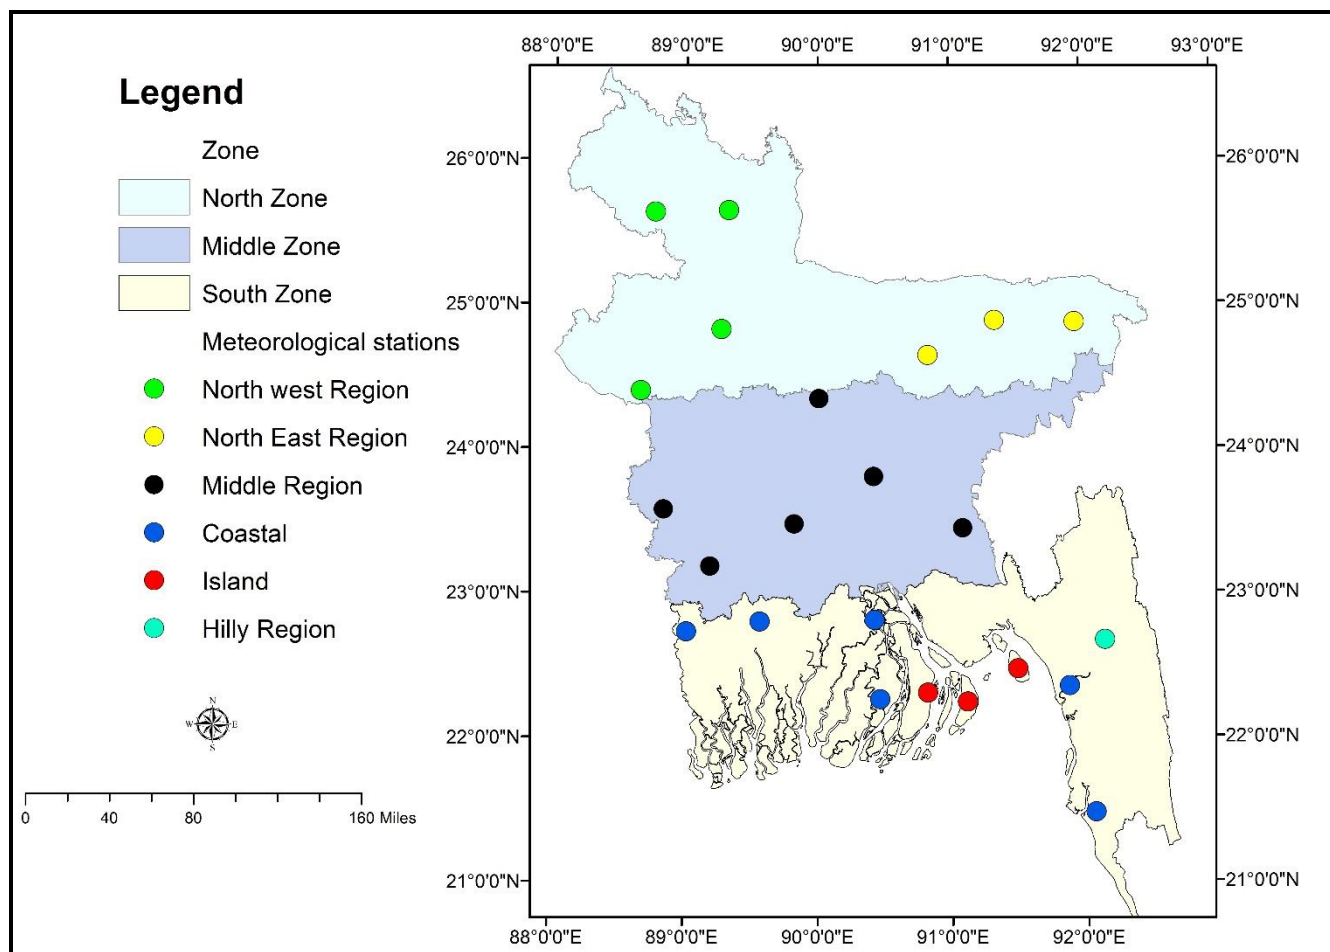 88°0'0"E 89°0'0"E 90°0'0"E 91°0'0"E 92°0'0"E 93°0'0"E
Legend
Zone
North Zone
Middle Zone
South Zone
Meteorological stations
North west Region
North East Region
Middle Region
Coastal
Island
Hilly Region
N
W E
S
0 40 80 160 Miles
26°0'0"N
25°0'0"N
24°0'0"N
23°0'0"N
22°0'0"N
21°0'0"N
26°0'0"N
25°0'0"N
24°0'0"N
23°0'0"N
22°0'0"N
21°0'0"N
88°0'0"E 89°0'0"E 90°0'0"E 91°0'0"E 92°0'0"E